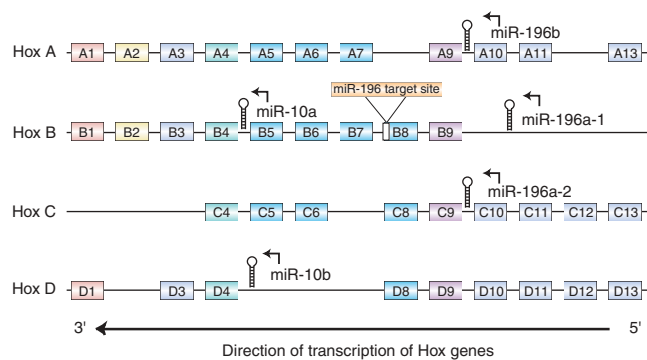 miR-196b
Hox A A1 A2 A3 A4 A5 A6 A7 A9 A10 A11 A13
miR-196 target site
miR-10a miR-196a-1
Hox B B1 B2 B3 B4 B5 B6 B7 B8 B9
miR-196a-2
Hox C C4 C5 C6 C8 C9 C10 C11 C12 C13
miR-10b
Hox D D1 D3 D4 D8 D9 D10 D11 D12 D13
3' 5'
Direction of transcription of Hox genes